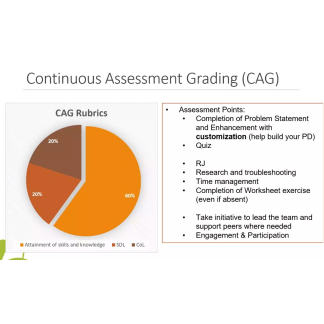 Continuous Assessment Grading (CAG)
CAG Rubrics
20%
20%
60%
Attainment of skills and knowledge SDL CoL
• Assessment Points:
• Completion of Problem Statement
and Enhancement with
customization (help build your PD)
• Quiz
• RJ
• Research and troubleshooting
• Time management
• Completion of Worksheet exercise
(even if absent)
• Take initiative to lead the team and
support peers where needed
• Engagement & Participation